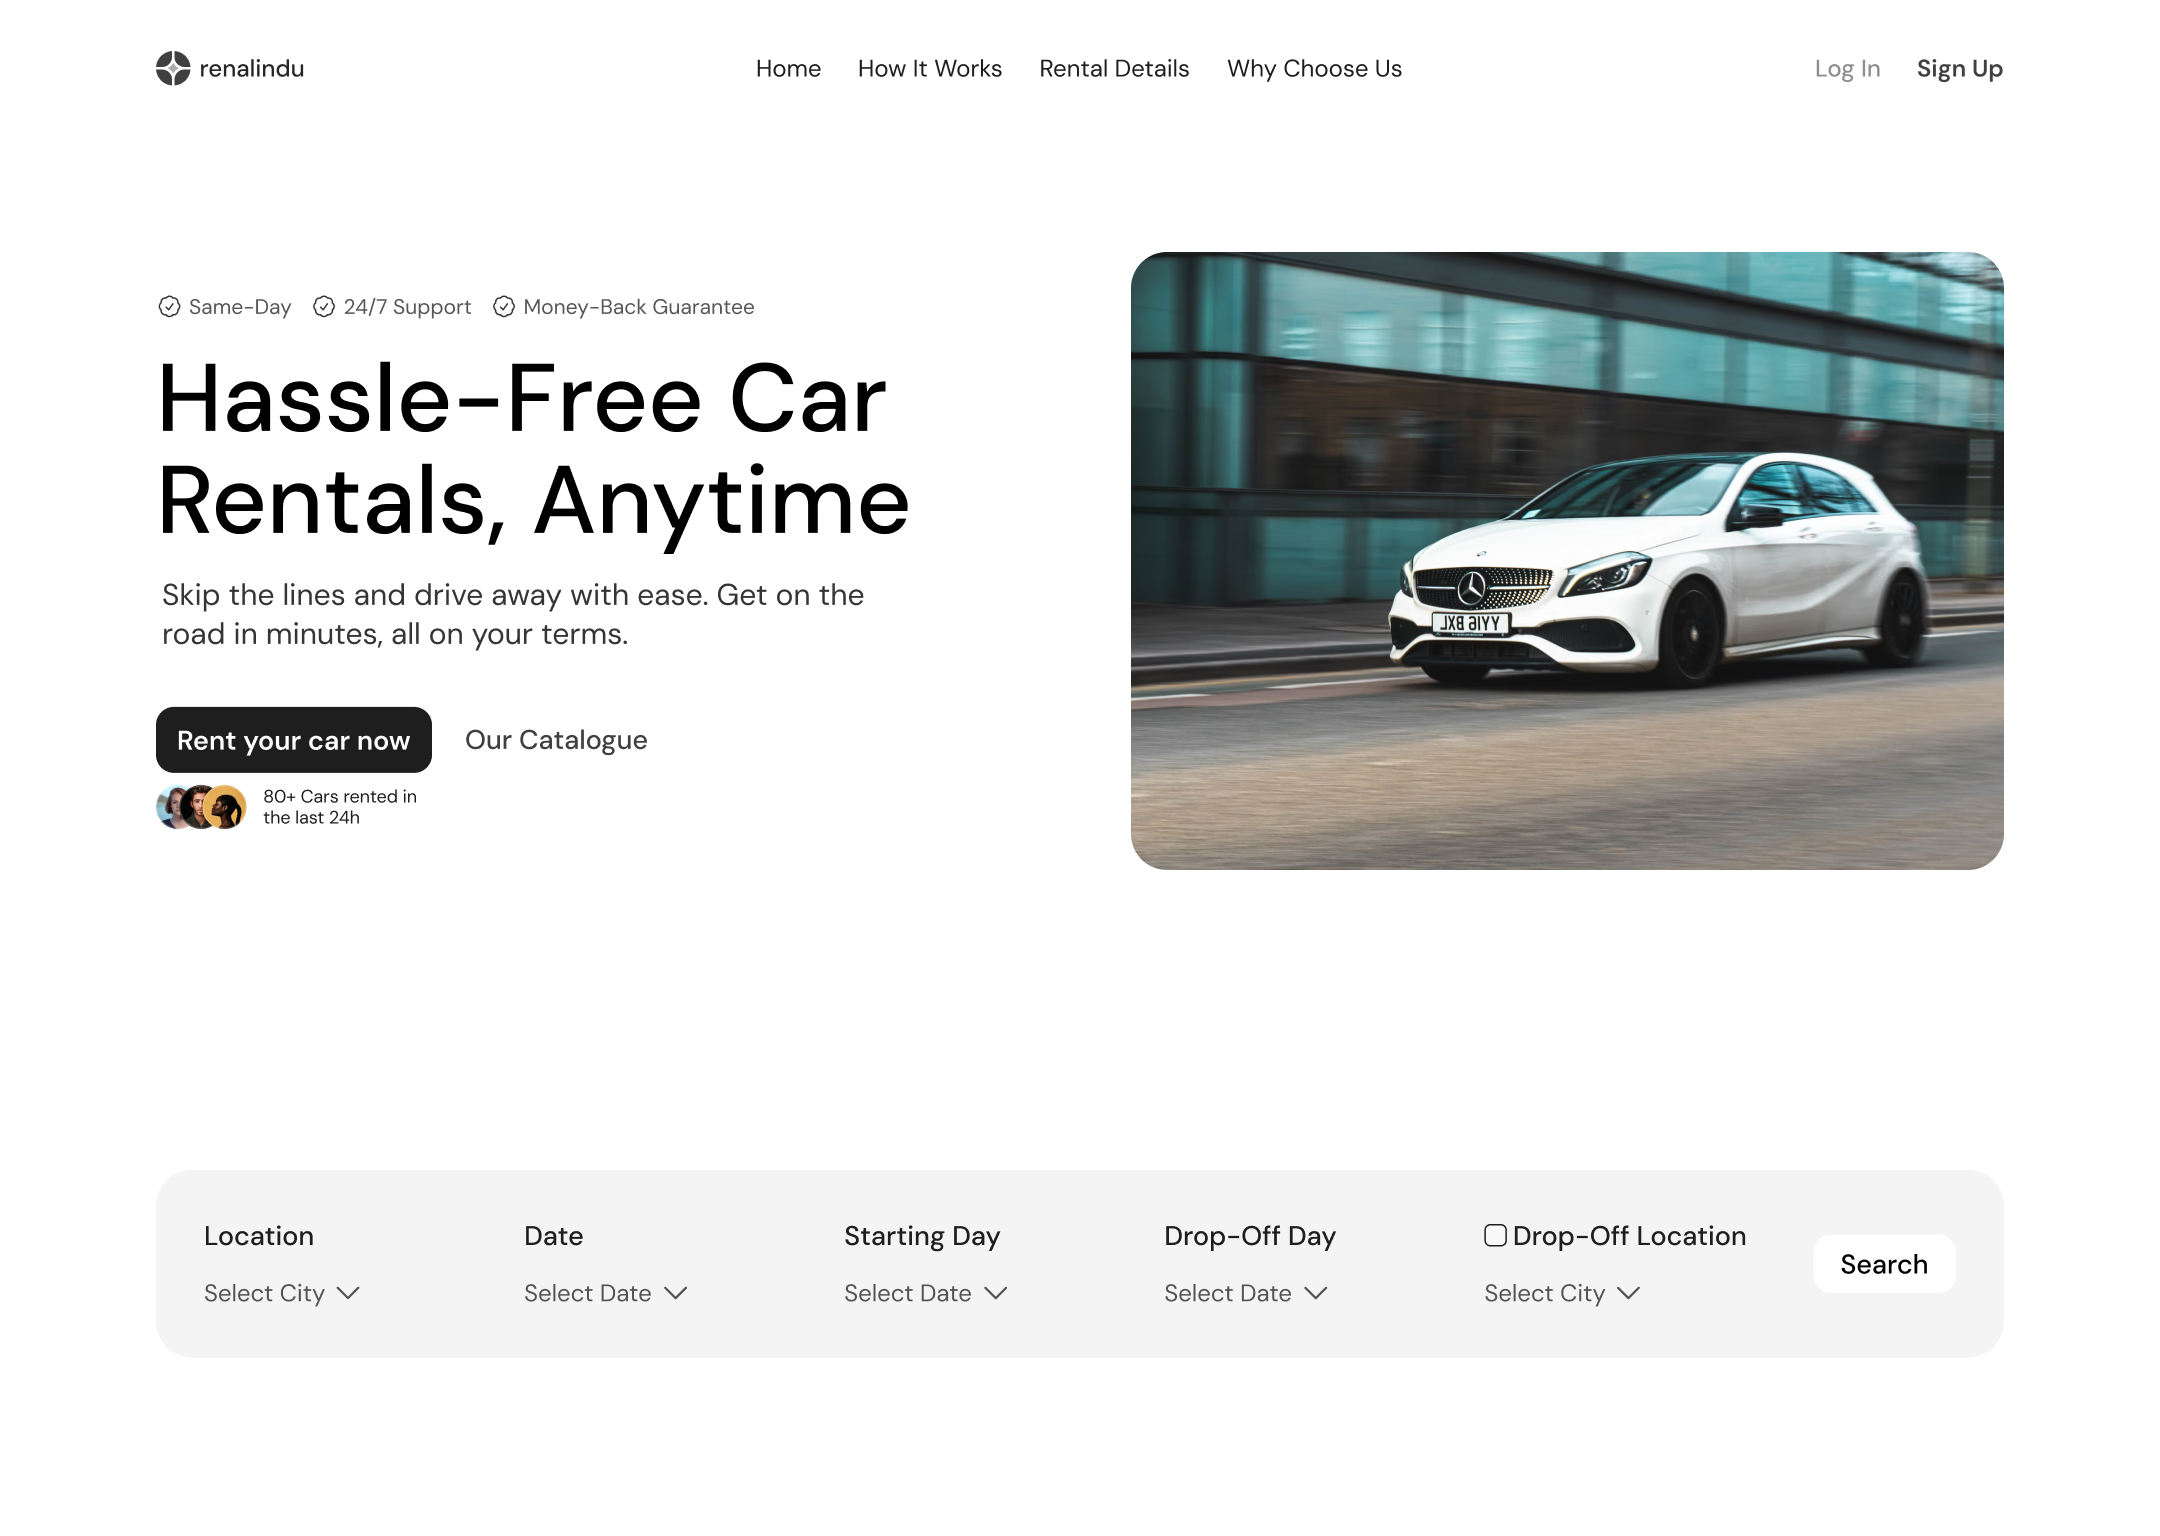 renalindu
Home
How It Works
Rental Details
Why Choose Us
Log In
Sign Up
Same-Day
24/7 Support
Money-Back Guarantee
Hassle-Free Car
Rentals, Anytime
Skip the lines and drive away with ease. Get on the
road in minutes, all on your terms.
Rent your car now
Our Catalogue
80+ Cars rented in
the last 24h
YY16 BXL
Location
Date
Starting Day
Drop-Off Day
Drop-Off Location
Select City
Select Date
Select Date
Select Date
Select City
Search